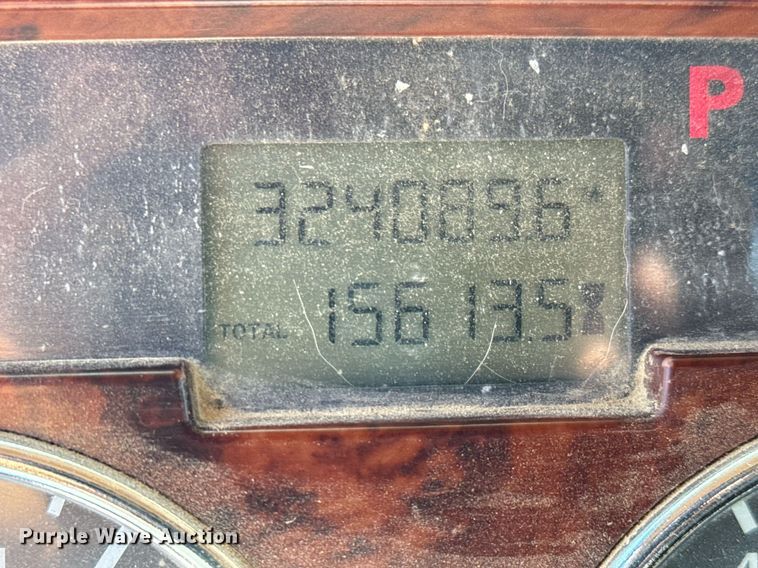 P
324089.6
TOTAL 15613.5
Purple Wave Auction